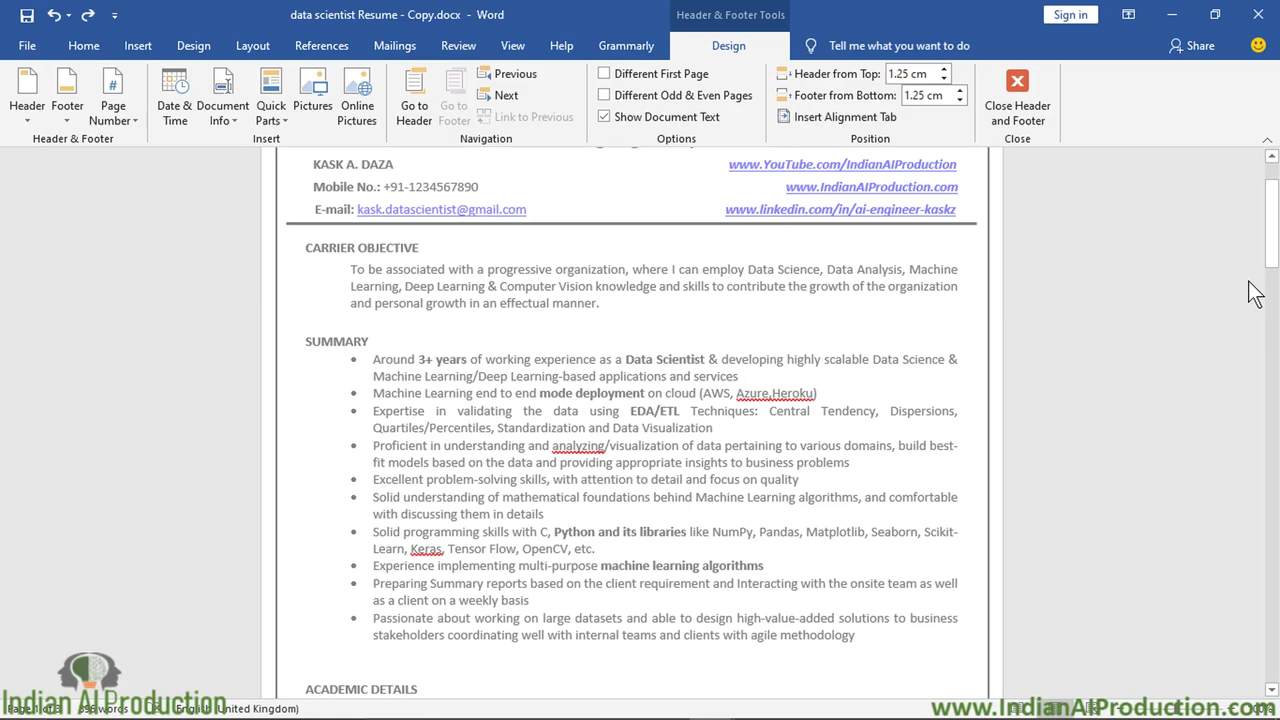 data scientist Resume - Copy.docx - Word
Header & Footer Tools
Sign in
File Home Insert Design Layout References Mailings Review View Help Grammarly Design Tell me what you want to do Share
Header
Footer
Page Number
Header & Footer
Date & Time
Document Info
Quick Parts
Pictures
Online Pictures
Insert
Go to Header
Go to Footer
Previous
Next
Link to Previous
Navigation
Different First Page
Different Odd & Even Pages
Show Document Text
Options
Header from Top: 1.25 cm
Footer from Bottom: 1.25 cm
Insert Alignment Tab
Position
Close Header and Footer
Close
KASK A. DAZA www.YouTube.com/IndianAIProduction
Mobile No.: +91-1234567890 www.IndianAIProduction.com
E-mail: kask.datascientist@gmail.com www.linkedin.com/in/ai-engineer-kaskz
CARRIER OBJECTIVE
To be associated with a progressive organization, where I can employ Data Science, Data Analysis, Machine
Learning, Deep Learning & Computer Vision knowledge and skills to contribute the growth of the organization
and personal growth in an effectual manner.
SUMMARY
• Around 3+ years of working experience as a Data Scientist & developing highly scalable Data Science &
Machine Learning/Deep Learning-based applications and services
• Machine Learning end to end mode deployment on cloud (AWS, Azure,Heroku)
• Expertise in validating the data using EDA/ETL Techniques: Central Tendency, Dispersions,
Quartiles/Percentiles, Standardization and Data Visualization
• Proficient in understanding and analyzing/visualization of data pertaining to various domains, build best-
fit models based on the data and providing appropriate insights to business problems
• Excellent problem-solving skills, with attention to detail and focus on quality
• Solid understanding of mathematical foundations behind Machine Learning algorithms, and comfortable
with discussing them in details
• Solid programming skills with C, Python and its libraries like NumPy, Pandas, Matplotlib, Seaborn, Scikit-
Learn, Keras, Tensor Flow, OpenCV, etc.
• Experience implementing multi-purpose machine learning algorithms
• Preparing Summary reports based on the client requirement and Interacting with the onsite team as well
as a client on a weekly basis
• Passionate about working on large datasets and able to design high-value-added solutions to business
stakeholders coordinating well with internal teams and clients with agile methodology
ACADEMIC DETAILS
Indian AI Production
www.IndianAIProduction.com
words English (United Kingdom)